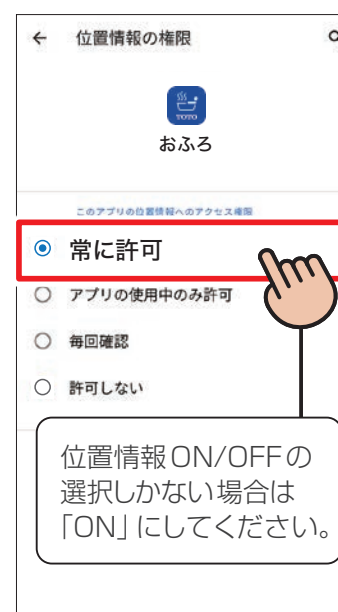 位置情報の権限
TOTO
おふろ
このアプリの位置情報へのアクセス権限
常に許可
アプリの使用中のみ許可
毎回確認
許可しない
位置情報ON/OFFの
選択しかない場合は
「ON」にしてください。